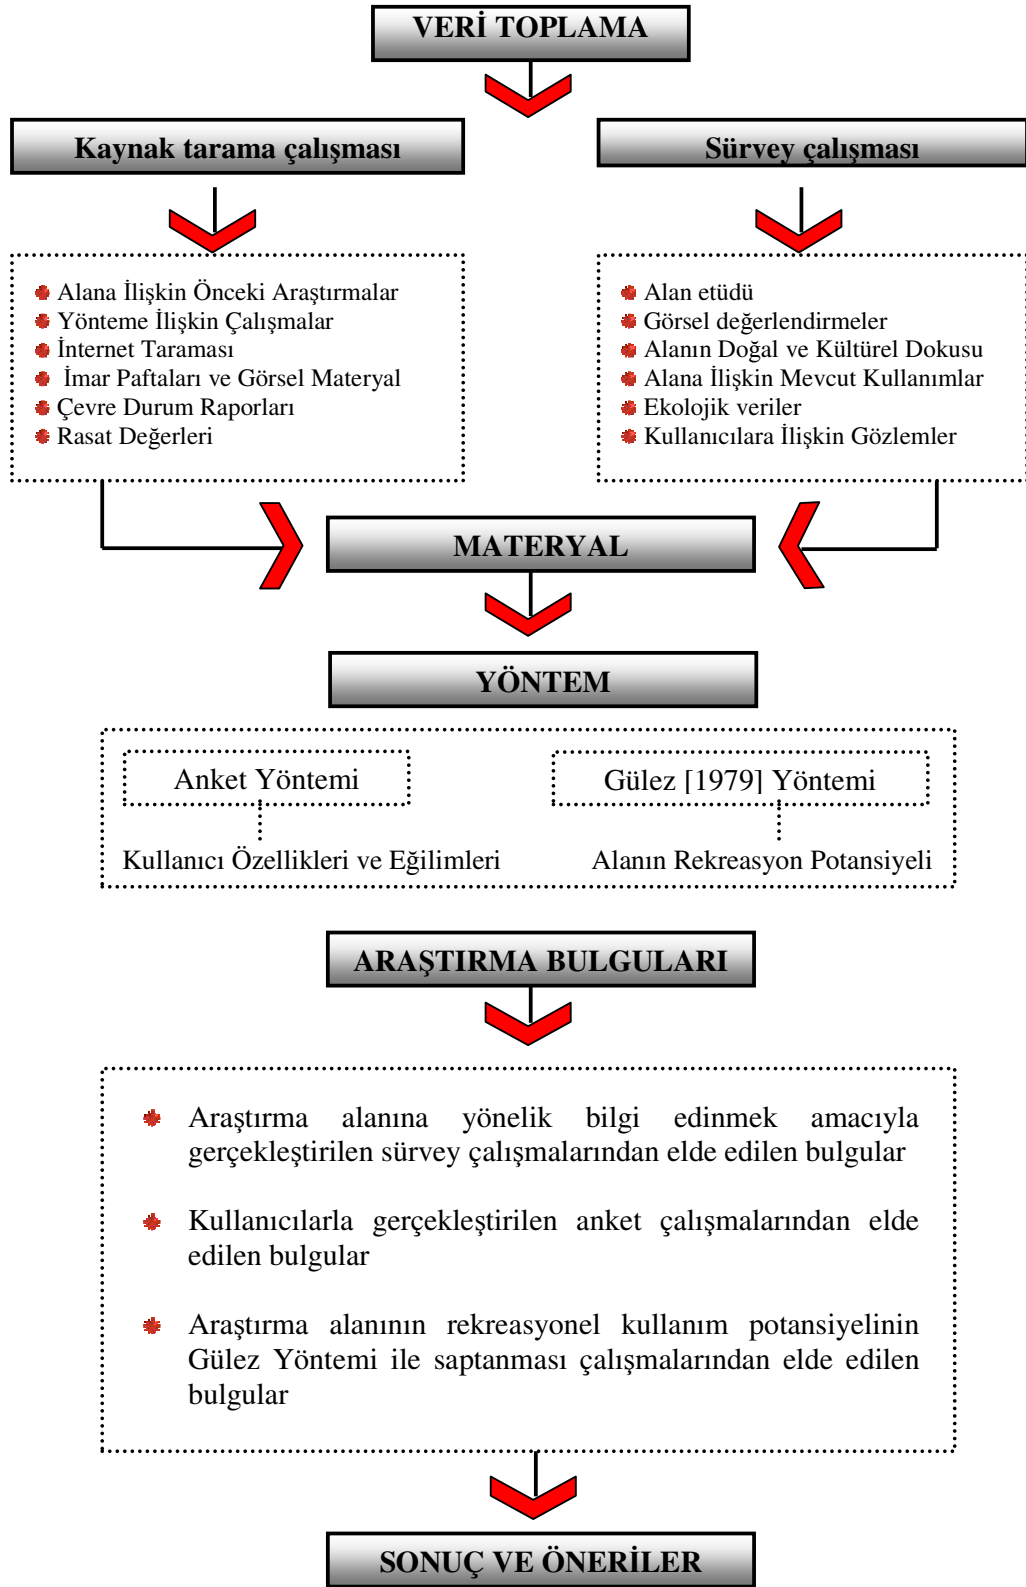 VERİ TOPLAMA
Kaynak tarama çalışması
Sürvey çalışması
Alana İlişkin Önceki Araştırmalar
Yönteme İlişkin Çalışmalar
İnternet Taraması
İmar Paftaları ve Görsel Materyal
Çevre Durum Raporları
Rasat Değerleri
Alan etüdü
Görsel değerlendirmeler
Alanın Doğal ve Kültürel Dokusu
Alana İlişkin Mevcut Kullanımlar
Ekolojik veriler
Kullanıcılara İlişkin Gözlemler
MATERYAL
YÖNTEM
Anket Yöntemi
Kullanıcı Özellikleri ve Eğilimleri
Gülez [1979] Yöntemi
Alanın Rekreasyon Potansiyeli
ARAŞTIRMA BULGULARI
Araştırma alanına yönelik bilgi edinmek amacıyla
gerçekleştirilen sürvey çalışmalarından elde edilen bulgular
Kullanıcılarla gerçekleştirilen anket çalışmalarından elde
edilen bulgular
Araştırma alanının rekreasyonel kullanım potansiyelinin
Gülez Yöntemi ile saptanması çalışmalarından elde edilen
bulgular
SONUÇ VE ÖNERİLER